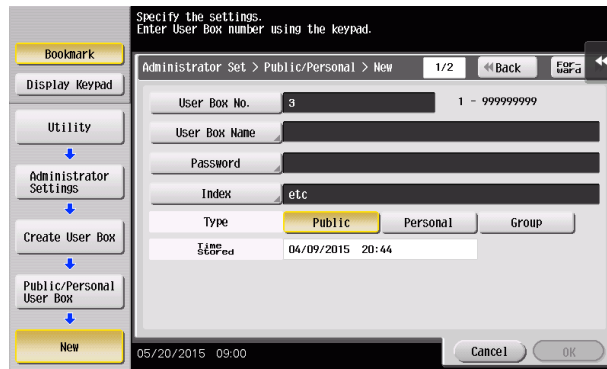 Specify the settings.
Enter User Box number using the keypad.
Bookmark
Display Keypad
Utility
Administrator
Settings
Create User Box
Public/Personal
User Box
New
Administrator Set > Public/Personal > New
1/2
Back
For-
ward
User Box No.
3
1 - 999999999
User Box Name
Password
Index
etc
Type
Public
Personal
Group
Time
Stored
04/09/2015 20:44
05/20/2015 09:00
Cancel
OK